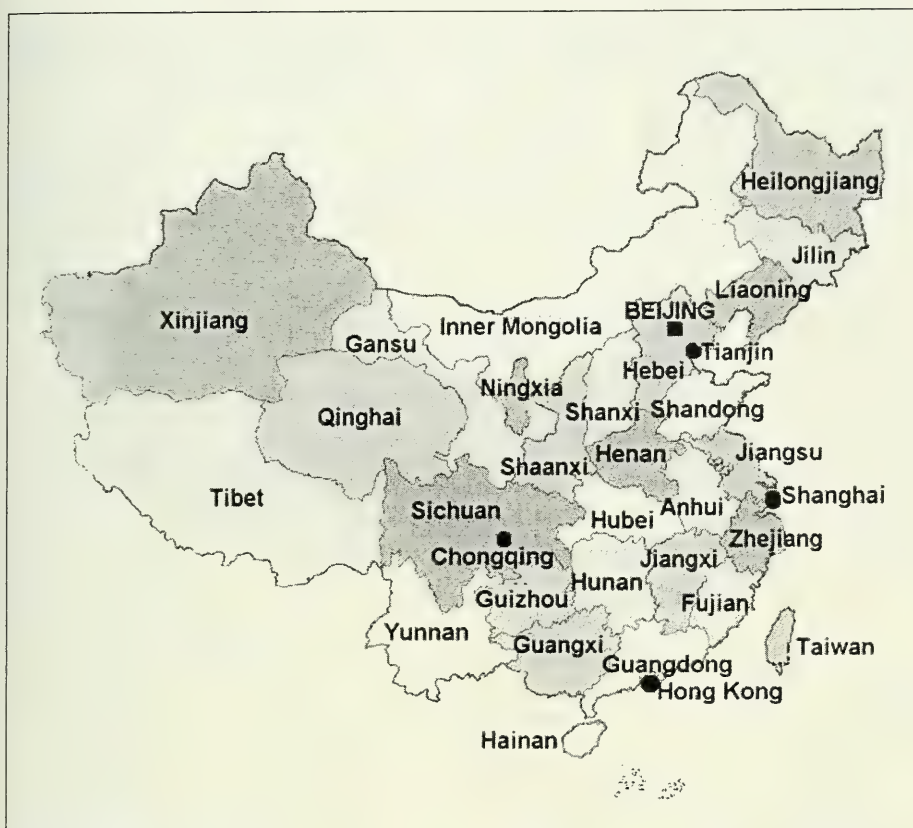 Heilongjiang
Jilin
Liaoning
Xinjiang
Inner Mongolia
BEIJING
Gansu
Tianjin
Hebei
Ningxia
Qinghai
Shanxi
Shandong
Henan
Jiangsu
Shaanxi
Tibet
Sichuan
Shanghai
Hubei
Anhui
Zhejiang
Chongqing
Jiangxi
Hunan
Guizhou
Fujian
Yunnan
Guangxi
Taiwan
Guangdong
Hong Kong
Hainan